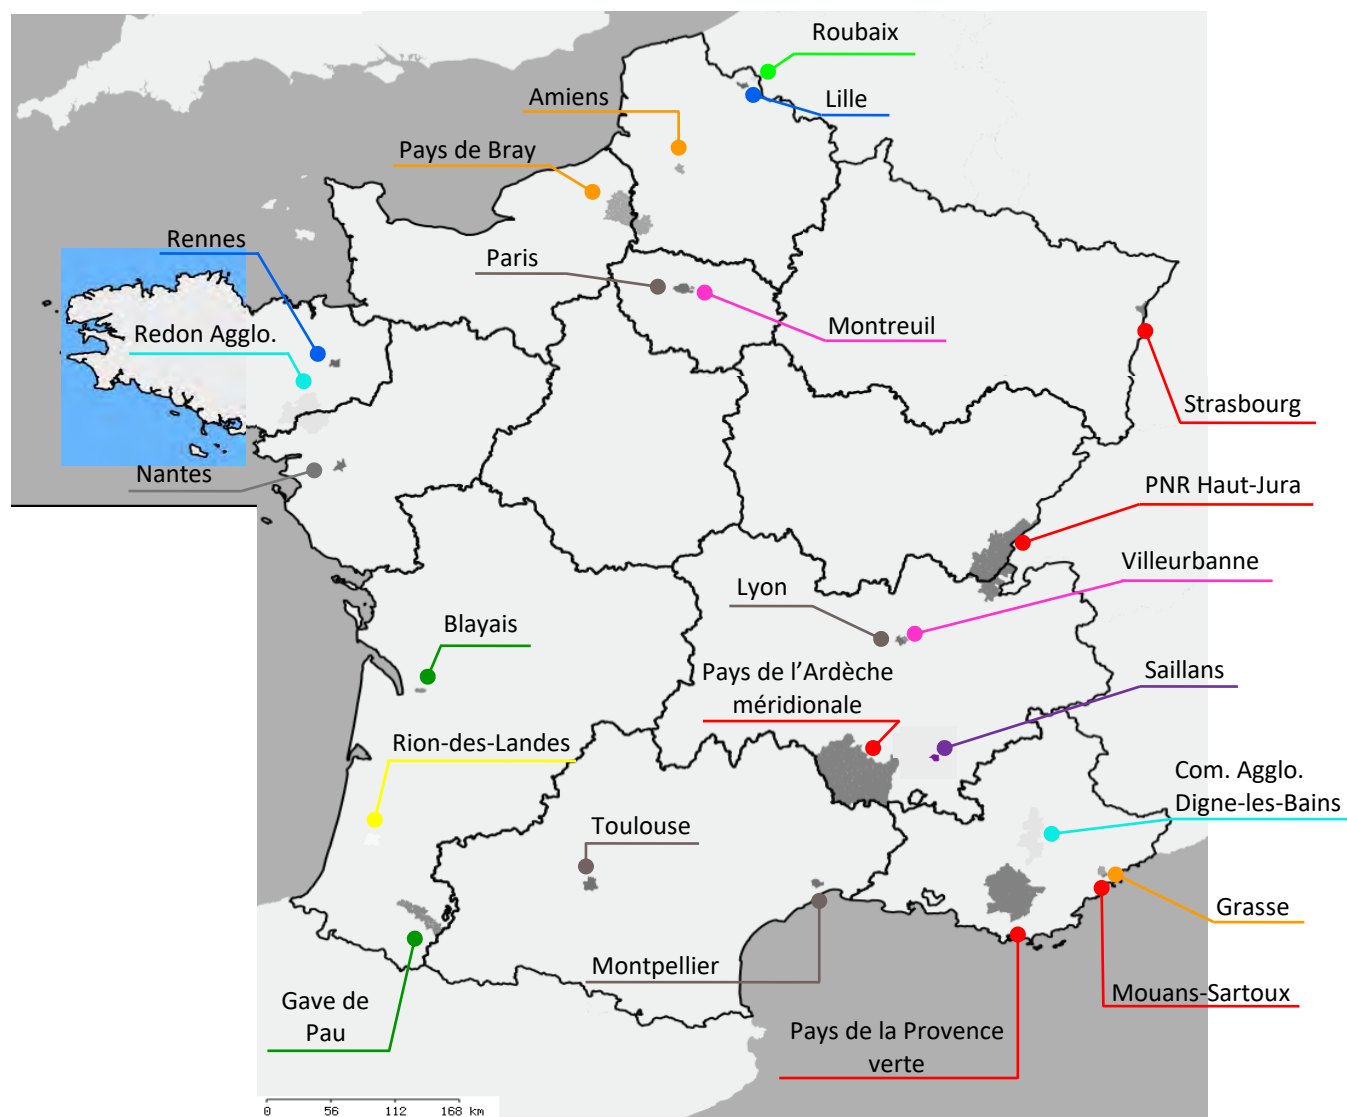 Roubaix
Lille
Amiens
Pays de Bray
Rennes
Paris
Redon Agglo.
Montreuil
Strasbourg
Nantes
PNR Haut-Jura
Villeurbanne
Lyon
Blayais
Pays de l’Ardèche
méridionale
Saillans
Rion-des-Landes
Com. Agglo.
Digne-les-Bains
Toulouse
Grasse
Montpellier
Mouans-Sartoux
Gave de
Pau
Pays de la Provence
verte
0 56 112 168 km